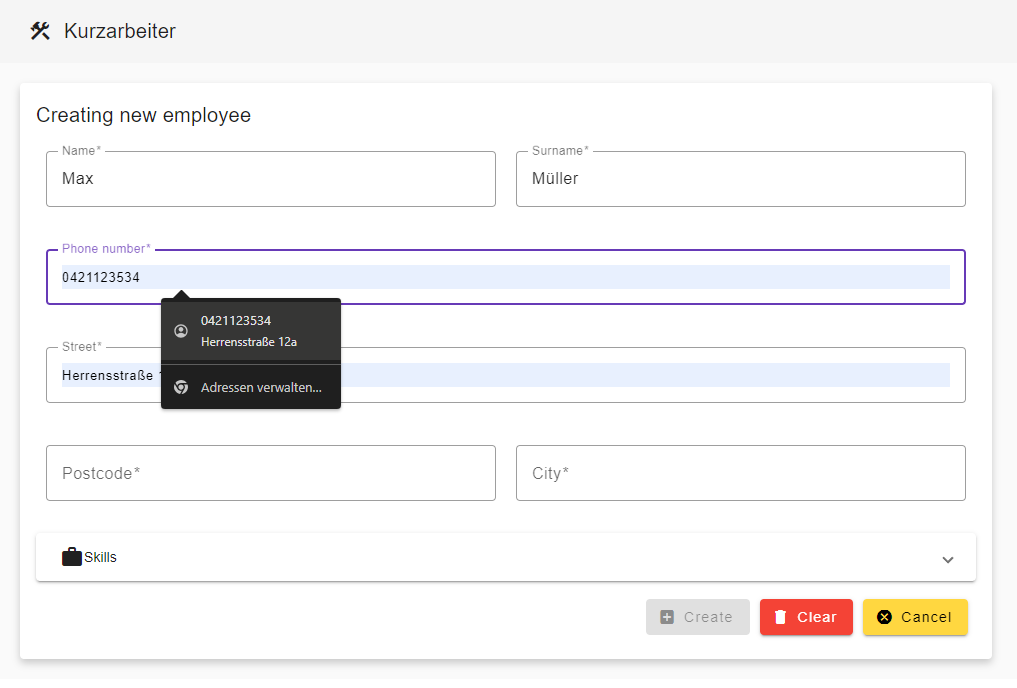 Kurzarbeiter
Creating new employee
Name*
Max
Surname*
Müller
Phone number*
0421123534
0421123534
Herrensstraße 12a
Adressen verwalten...
Street*
Herrensstraße
Postcode*
City*
Skills
Create
Clear
Cancel